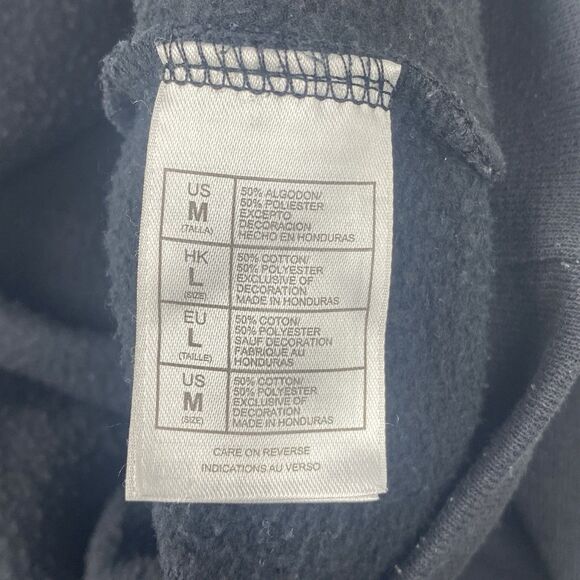 US
M
(TALLA)
50% ALGODON/
50% POLIESTER
EXCEPTO
DECORACION
HECHO EN HONDURAS
HK
L
(SIZE)
50% COTTON/
50% POLYESTER
EXCLUSIVE OF
DECORATION
MADE IN HONDURAS
EU
L
(TAILLE)
50% COTON/
50% POLYESTER
SAUF DECORATION
FABRIQUE AU
HONDURAS
US
M
(SIZE)
50% COTTON/
50% POLYESTER
EXCLUSIVE OF
DECORATION
MADE IN HONDURAS
CARE ON REVERSE
INDICATIONS AU VERSO